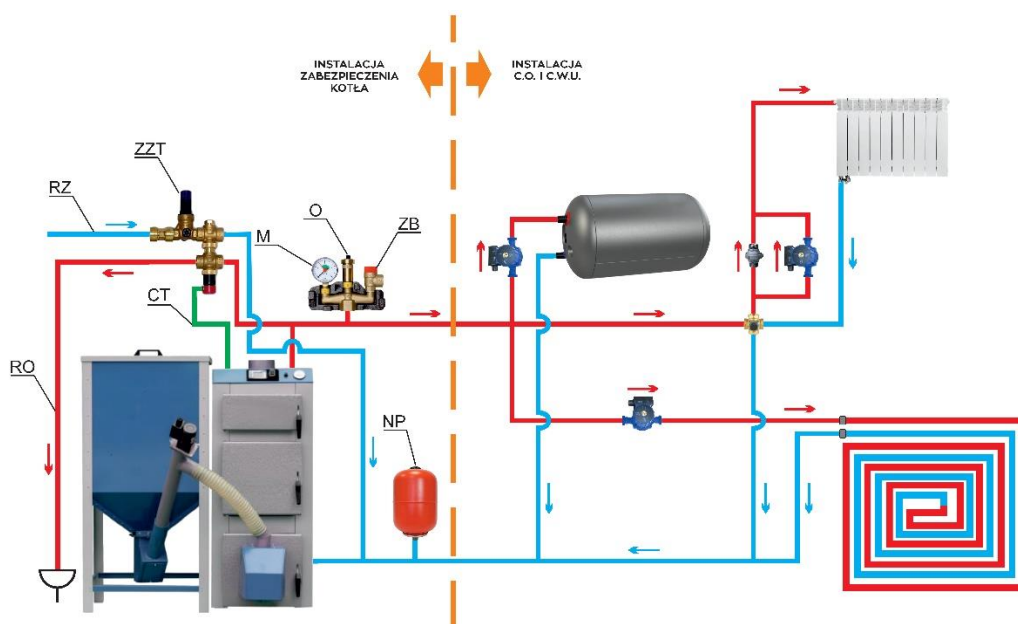 INSTALACJA
ZABEZPIECZENIA
KOTŁA
INSTALACJA
C.O. I C.W.U.
ZZT
RZ
O
ZB
M
CT
RO
NP